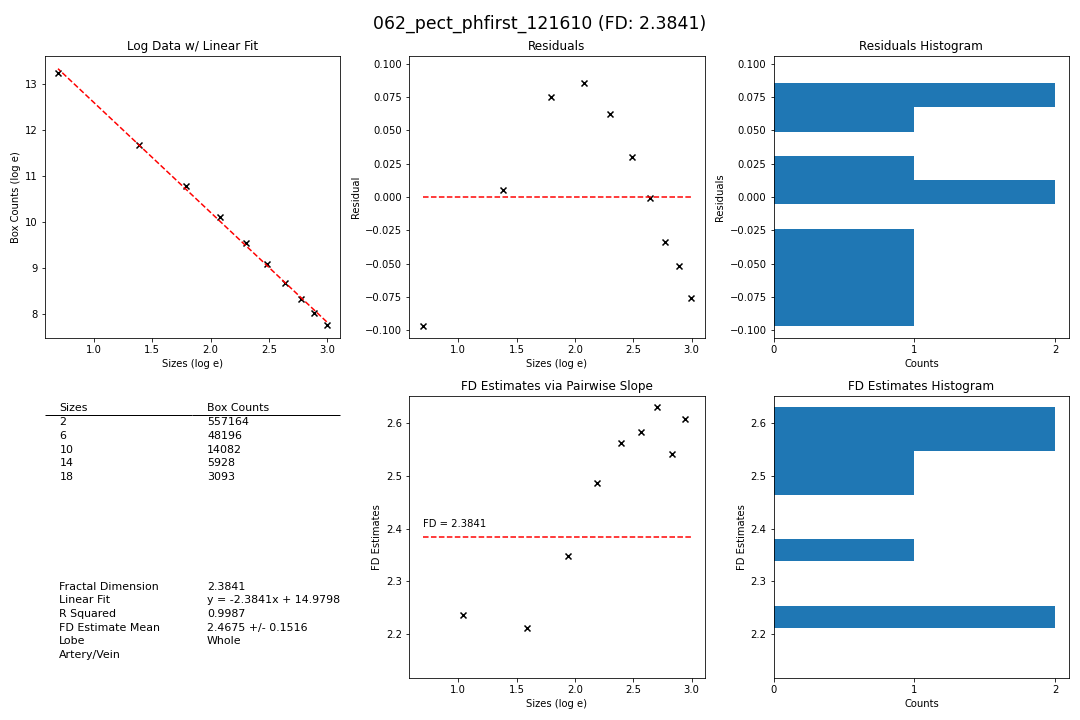 062_pect_phfirst_121610 (FD: 2.3841)
Log Data w/ Linear Fit
Box Counts (log e)
13
12
11
10
9
8
1.0 1.5 2.0 2.5 3.0
Sizes (log e)
Residuals
Residual
0.100
0.075
0.050
0.025
0.000
−0.025
−0.050
−0.075
−0.100
1.0 1.5 2.0 2.5 3.0
Sizes (log e)
Residuals Histogram
Residuals
0.100
0.075
0.050
0.025
0.000
−0.025
−0.050
−0.075
−0.100
0 1 2
Counts
Sizes Box Counts
2 557164
6 48196
10 14082
14 5928
18 3093
Fractal Dimension 2.3841
Linear Fit y = -2.3841x + 14.9798
R Squared 0.9987
FD Estimate Mean 2.4675 +/- 0.1516
Lobe Whole
Artery/Vein
FD Estimates via Pairwise Slope
FD Estimates
2.6
2.5
2.4
2.3
2.2
FD = 2.3841
1.0 1.5 2.0 2.5 3.0
Sizes (log e)
FD Estimates Histogram
FD Estimates
2.6
2.5
2.4
2.3
2.2
0 1 2
Counts